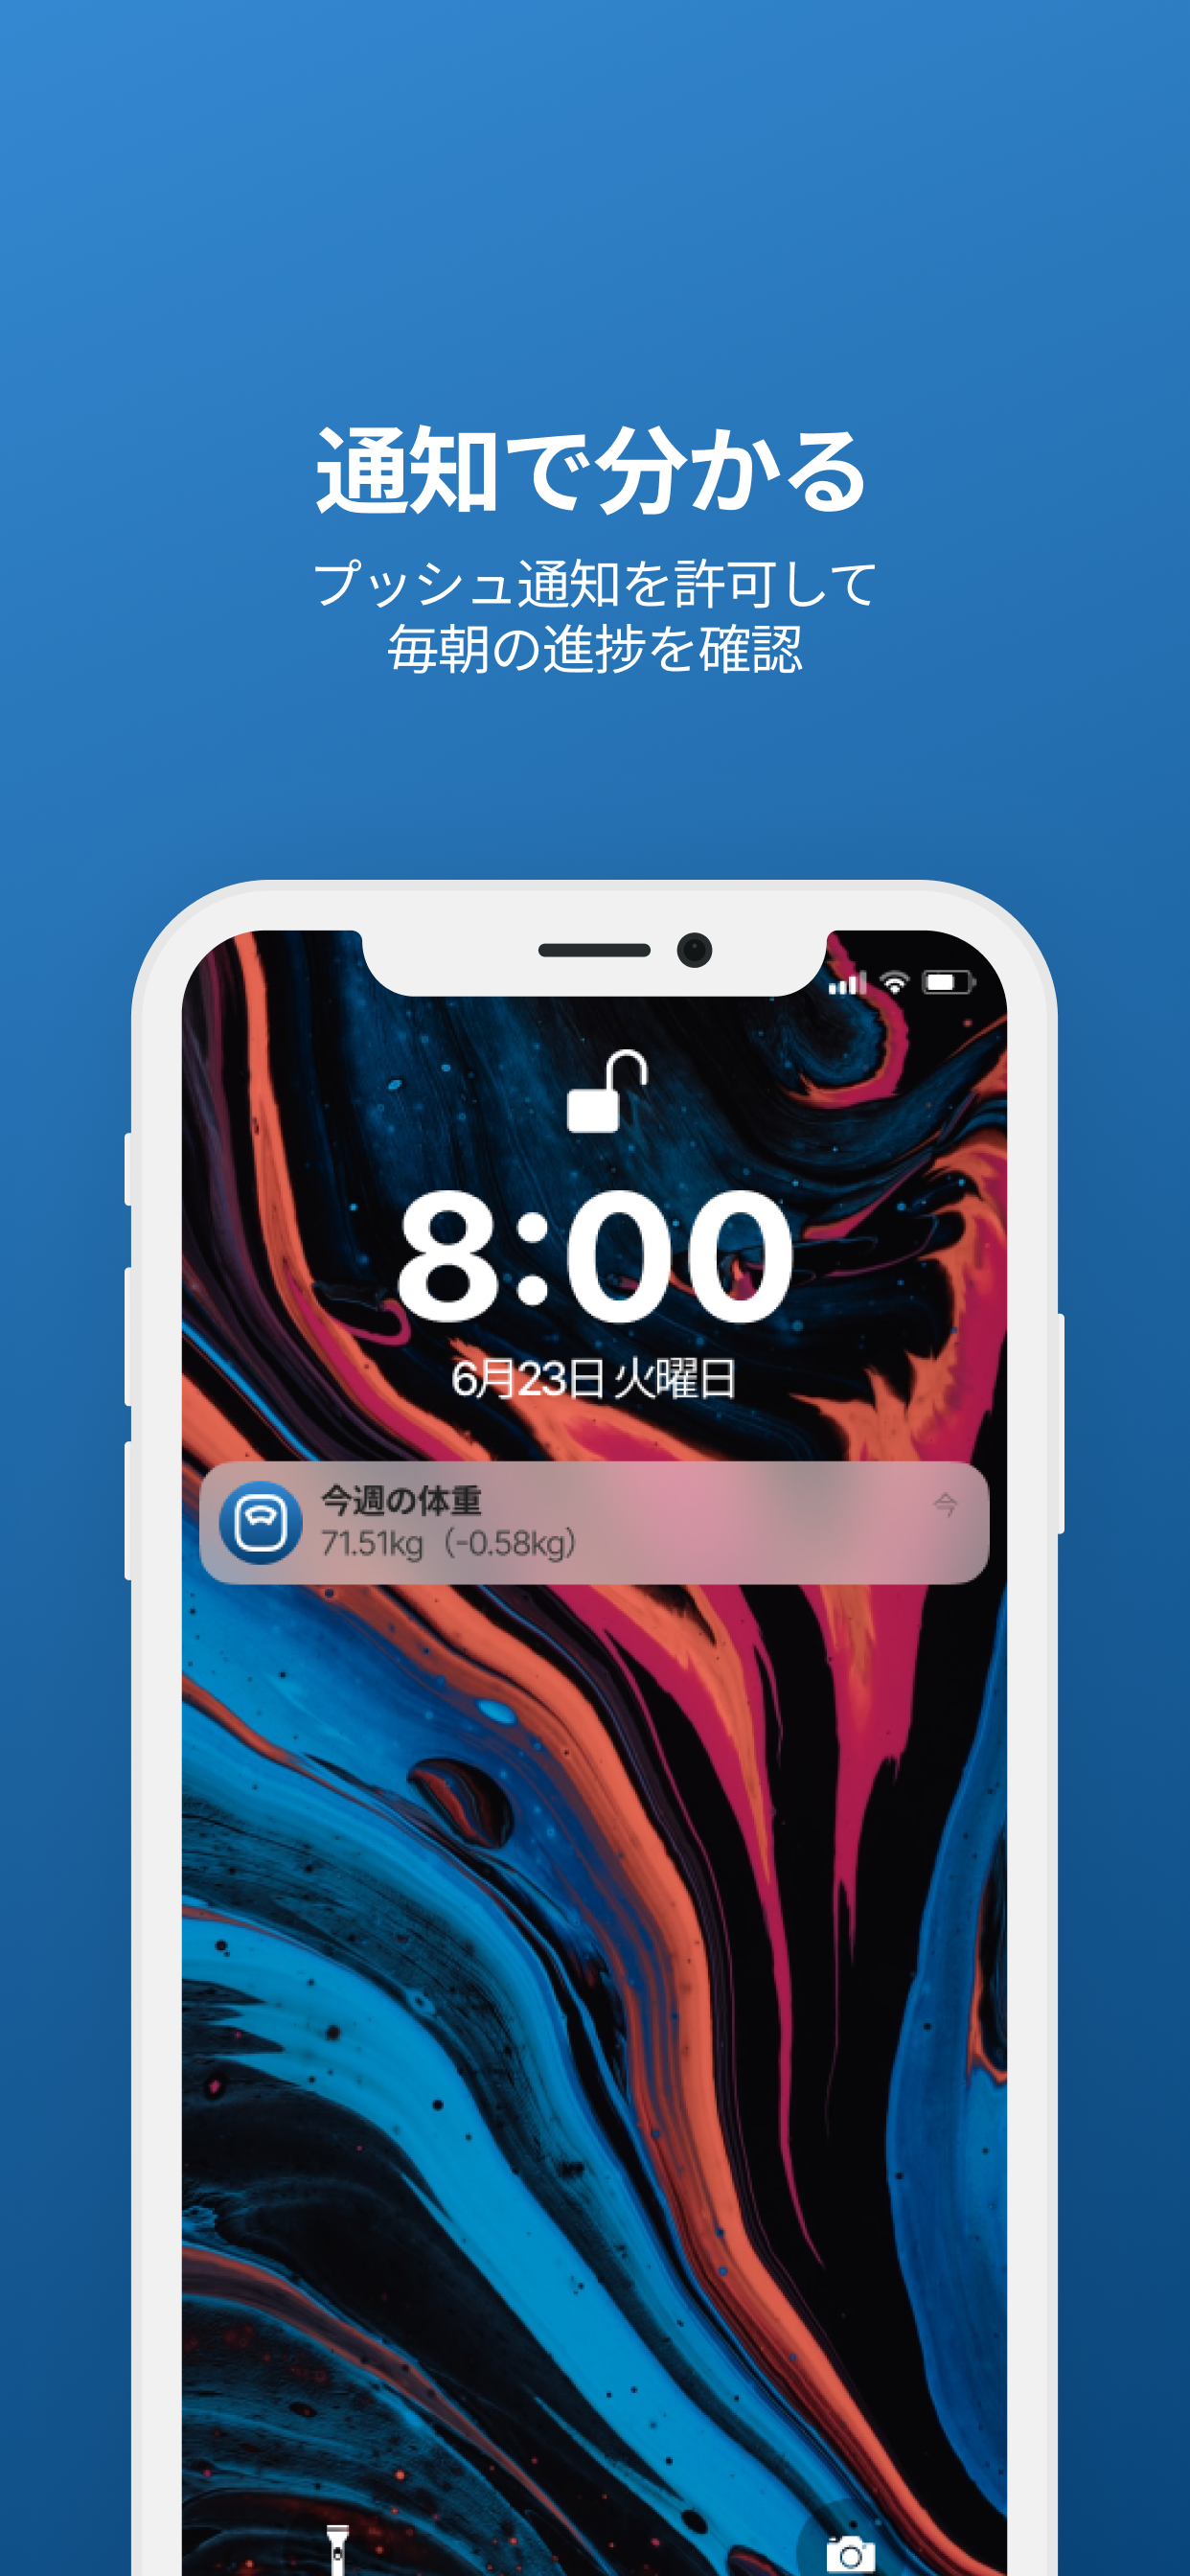 通知で分かる
プッシュ通知を許可して
毎朝の進捗を確認
8:00
6月23日 火曜日
今週の体重
今
71.51kg（-0.58kg）